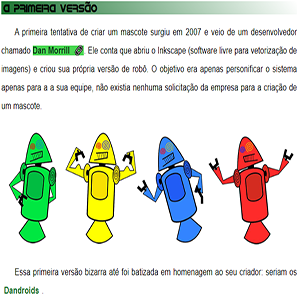 A PRIMEIRA VERSÃO
A primeira tentativa de criar um mascote surgiu em 2007 e veio de um desenvolvedor
chamado Dan Morrill . Ele conta que abriu o Inkscape (software livre para vetorização de
imagens) e criou sua própria versão de robô. O objetivo era apenas personificar o sistema
apenas para a a sua equipe, não existia nenhuma solicitação da empresa para a criação de
um mascote.
Essa primeira versão bizarra até foi batizada em homenagem ao seu criador: seriam os
Dandroids .